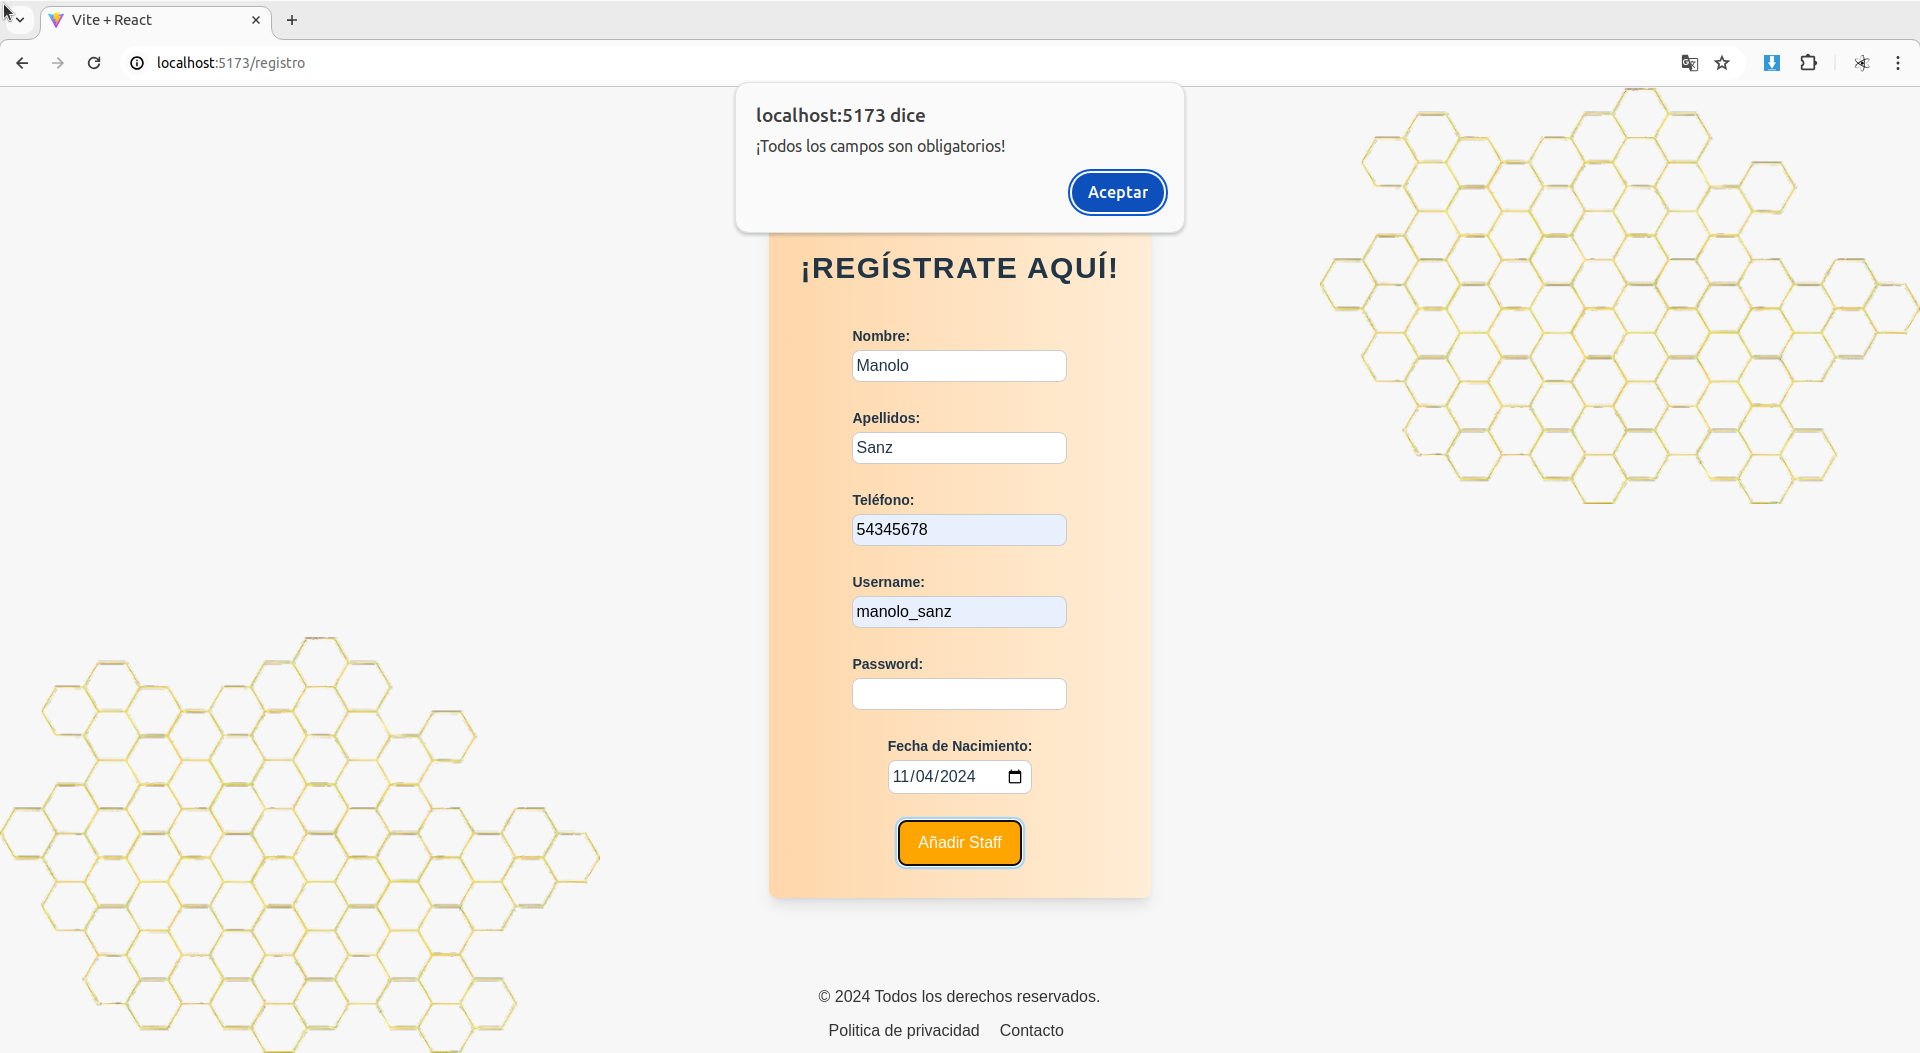 Vite + React
localhost:5173/registro
localhost:5173 dice
¡Todos los campos son obligatorios!
Aceptar
¡REGÍSTRATE AQUÍ!
Nombre:
Manolo
Apellidos:
Sanz
Teléfono:
54345678
Username:
manolo_sanz
Password:
Fecha de Nacimiento:
11/04/2024
Añadir Staff
© 2024 Todos los derechos reservados.
Politica de privacidad Contacto